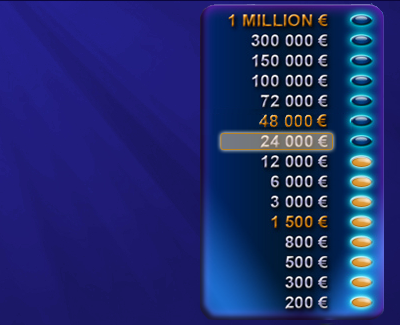 1 MILLION €
300 000 €
150 000 €
100 000 €
72 000 €
48 000 €
24 000 €
12 000 €
6 000 €
3 000 €
1 500 €
800 €
500 €
300 €
200 €